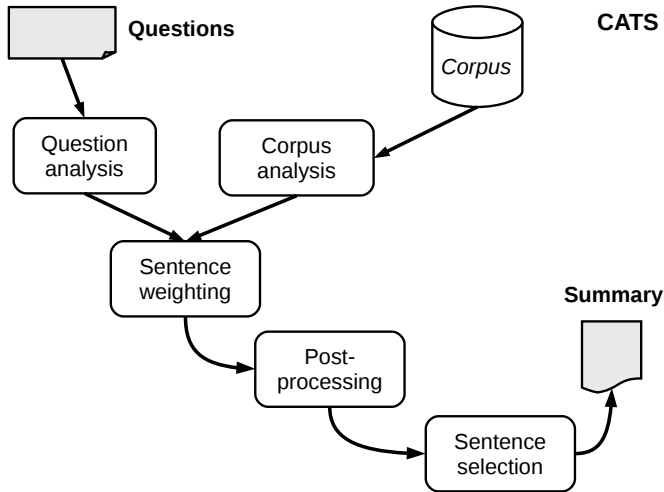 Questions
CATS
Corpus
Question
analysis
Corpus
analysis
Sentence
weighting
Summary
Post-
processing
Sentence
selection